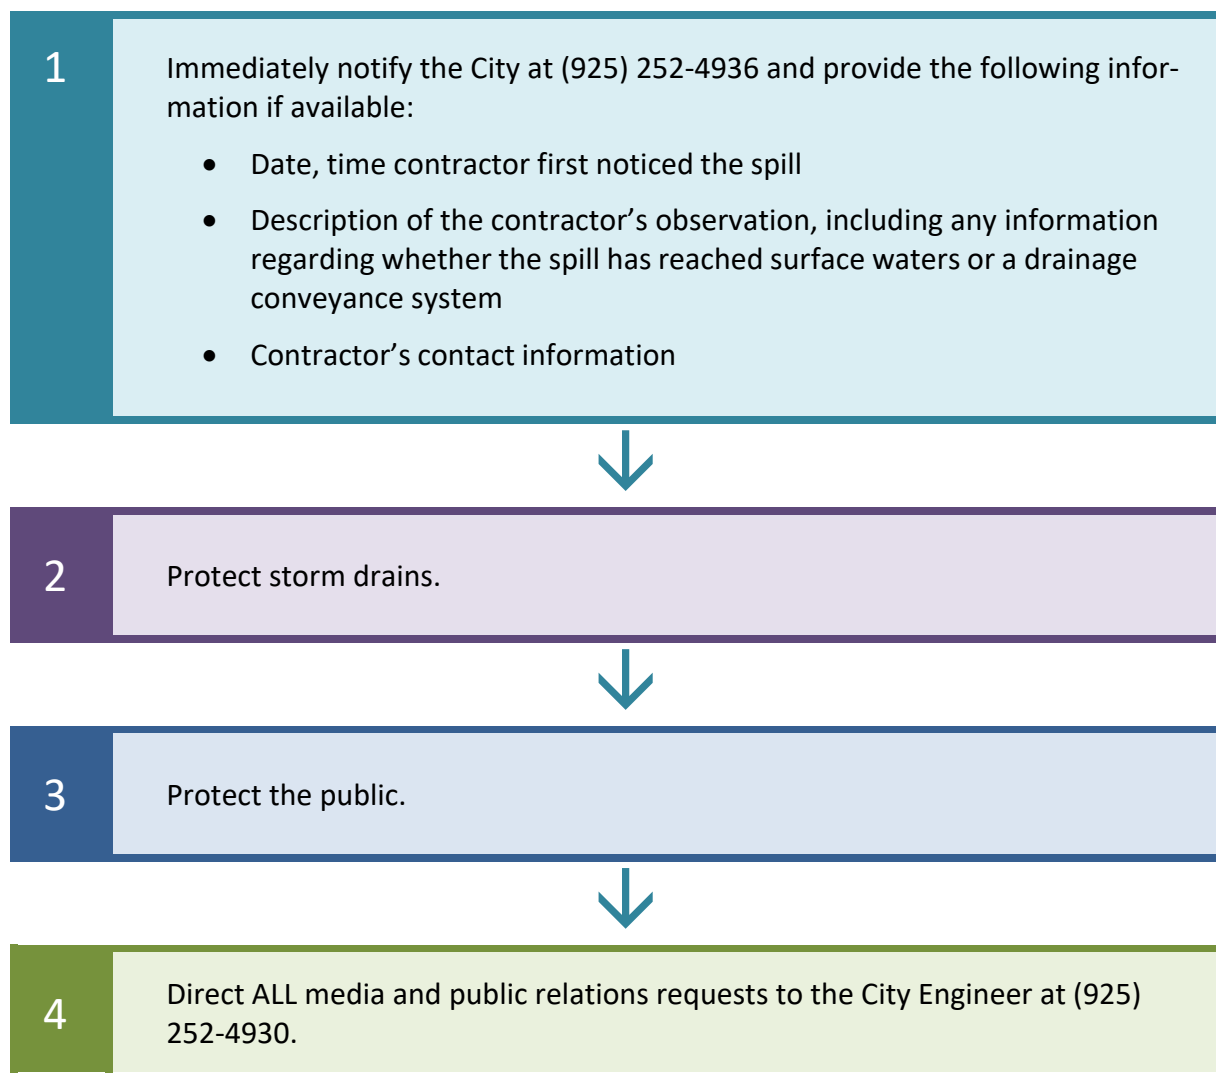 1
Immediately notify the City at (925) 252-4936 and provide the following infor-
mation if available:
• Date, time contractor first noticed the spill
• Description of the contractor’s observation, including any information
regarding whether the spill has reached surface waters or a drainage
conveyance system
• Contractor’s contact information
2
Protect storm drains.
3
Protect the public.
4
Direct ALL media and public relations requests to the City Engineer at (925)
252-4930.